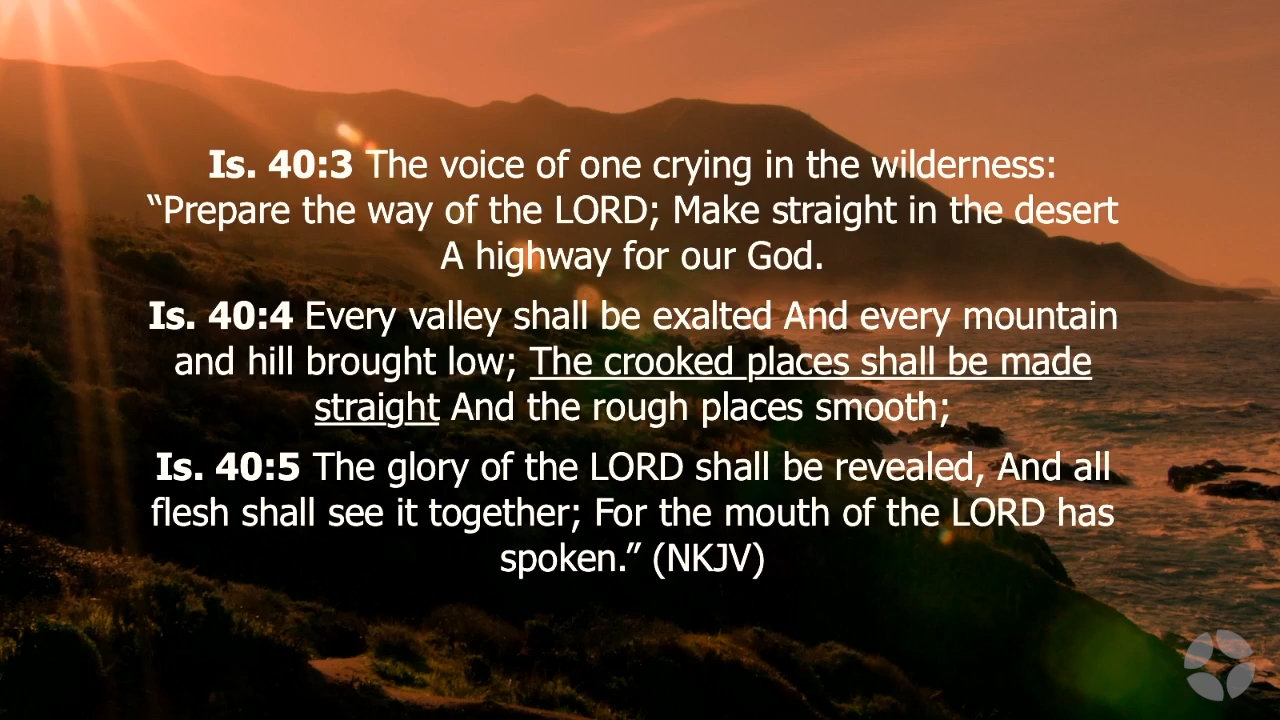 Is. 40:3 The voice of one crying in the wilderness:
“Prepare the way of the LORD; Make straight in the desert
A highway for our God.
Is. 40:4 Every valley shall be exalted And every mountain
and hill brought low; The crooked places shall be made
straight And the rough places smooth;
Is. 40:5 The glory of the LORD shall be revealed, And all
flesh shall see it together; For the mouth of the LORD has
spoken.” (NKJV)